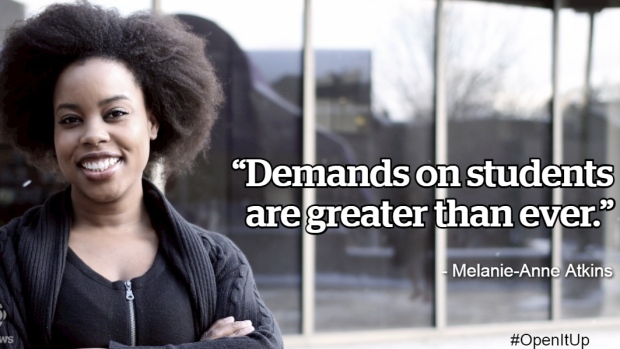 “Demands on students
are greater than ever.”
- Melanie-Anne Atkins
#OpenItUp